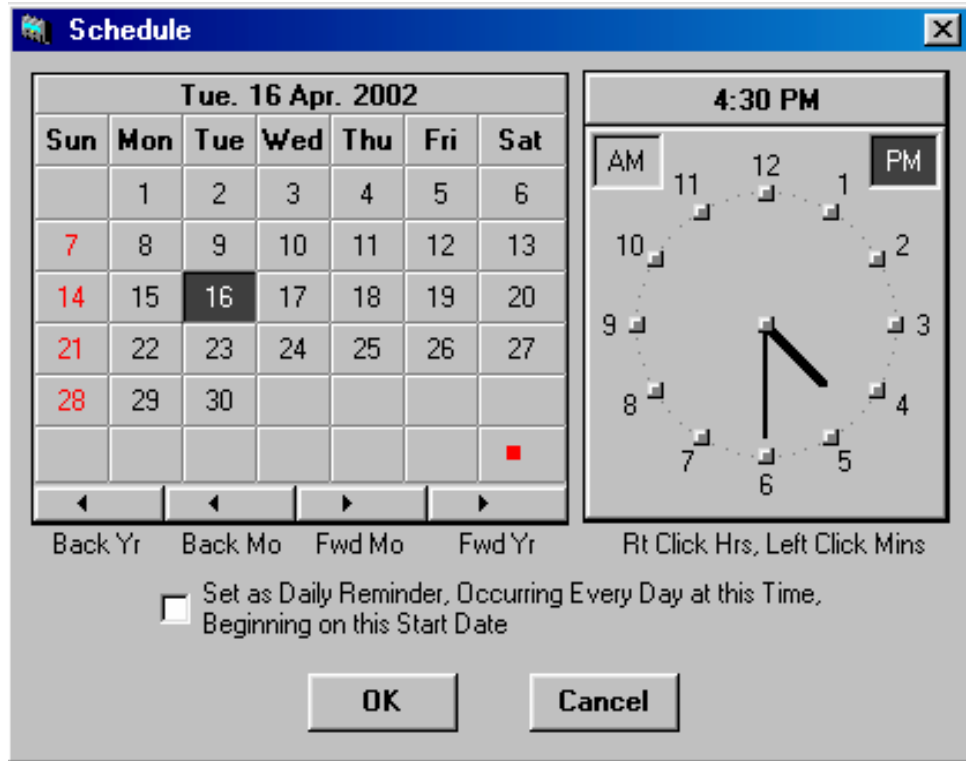 Schedule
Tue. 16 Apr. 2002
Sun Mon Tue Wed Thu Fri Sat
1 2 3 4 5 6
7 8 9 10 11 12 13
14 15 16 17 18 19 20
21 22 23 24 25 26 27
28 29 30
Back Yr Back Mo Fwd Mo Fwd Yr
4:30 PM
AM PM
12
11 1
10 2
9 3
8 4
7 5
6
Rt Click Hrs, Left Click Mins
Set as Daily Reminder, Occurring Every Day at this Time,
Beginning on this Start Date
OK Cancel